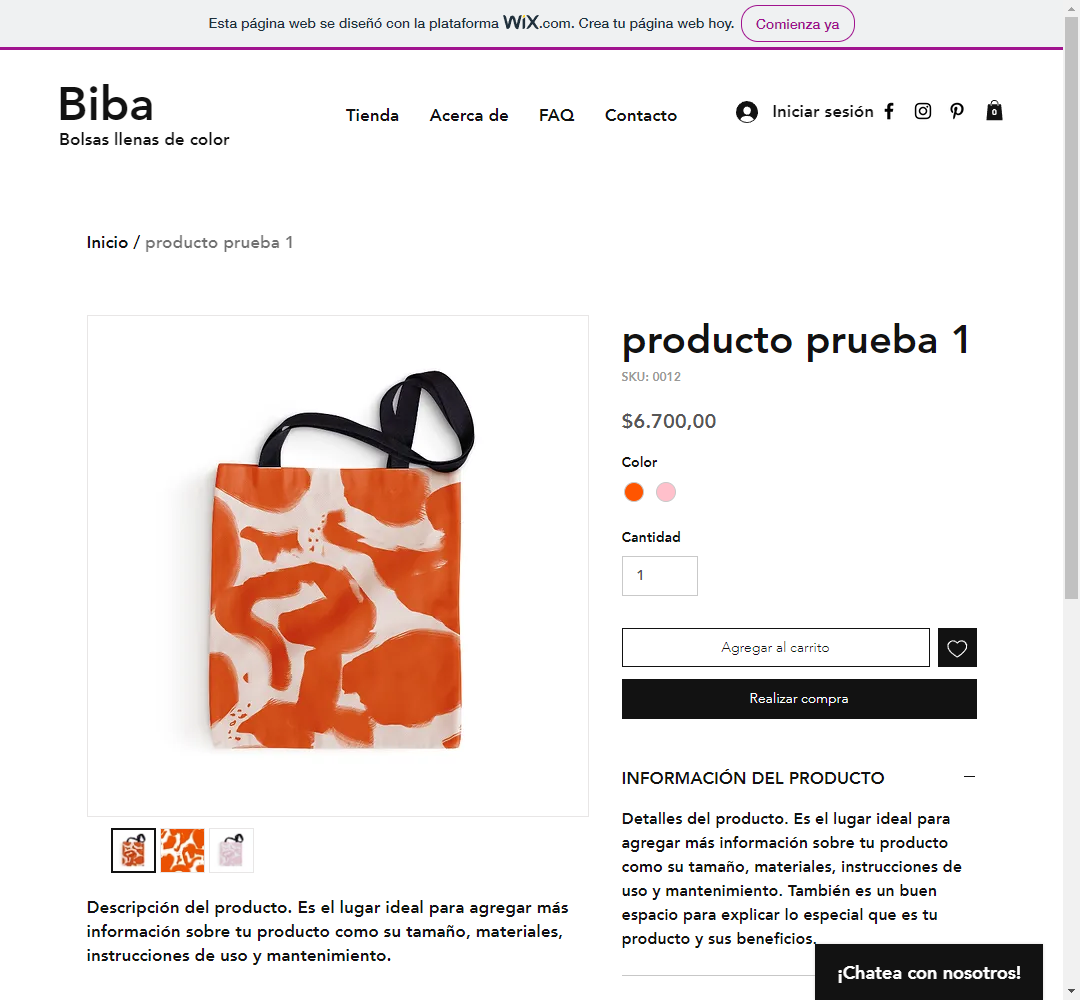 Esta página web se diseñó con la plataforma WiX.com. Crea tu página web hoy. Comienza ya
Biba
Bolsas llenas de color
Tienda Acerca de FAQ Contacto Iniciar sesión 0
Inicio / producto prueba 1
producto prueba 1
SKU: 0012
$6.700,00
Color
Cantidad
1
Agregar al carrito
Realizar compra
INFORMACIÓN DEL PRODUCTO
Detalles del producto. Es el lugar ideal para
agregar más información sobre tu producto
como su tamaño, materiales, instrucciones de
uso y mantenimiento. También es un buen
espacio para explicar lo especial que es tu
producto y sus beneficios.
Descripción del producto. Es el lugar ideal para agregar más
información sobre tu producto como su tamaño, materiales,
instrucciones de uso y mantenimiento.
¡Chatea con nosotros!